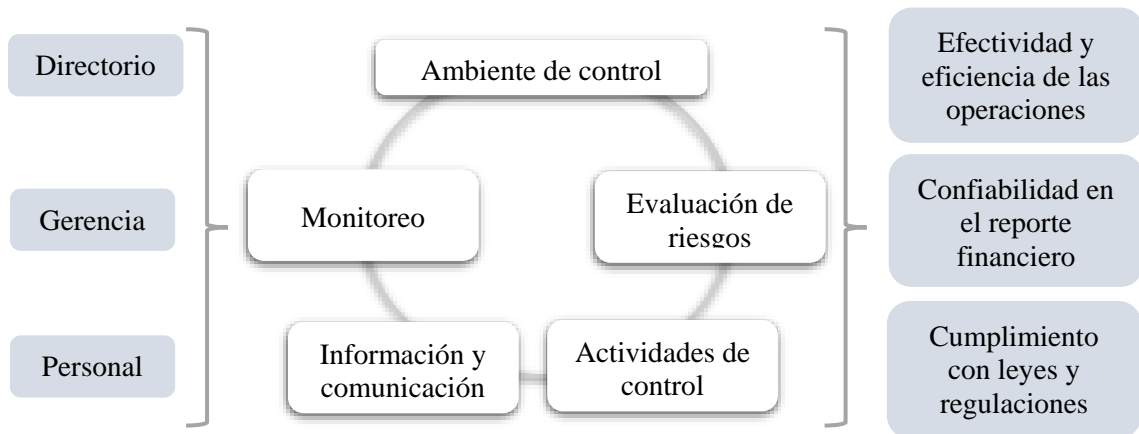 Directorio
Gerencia
Personal
Ambiente de control
Monitoreo
Evaluación de
riesgos
Información y
comunicación
Actividades de
control
Efectividad y
eficiencia de las
operaciones
Confiabilidad en
el reporte
financiero
Cumplimiento
con leyes y
regulaciones